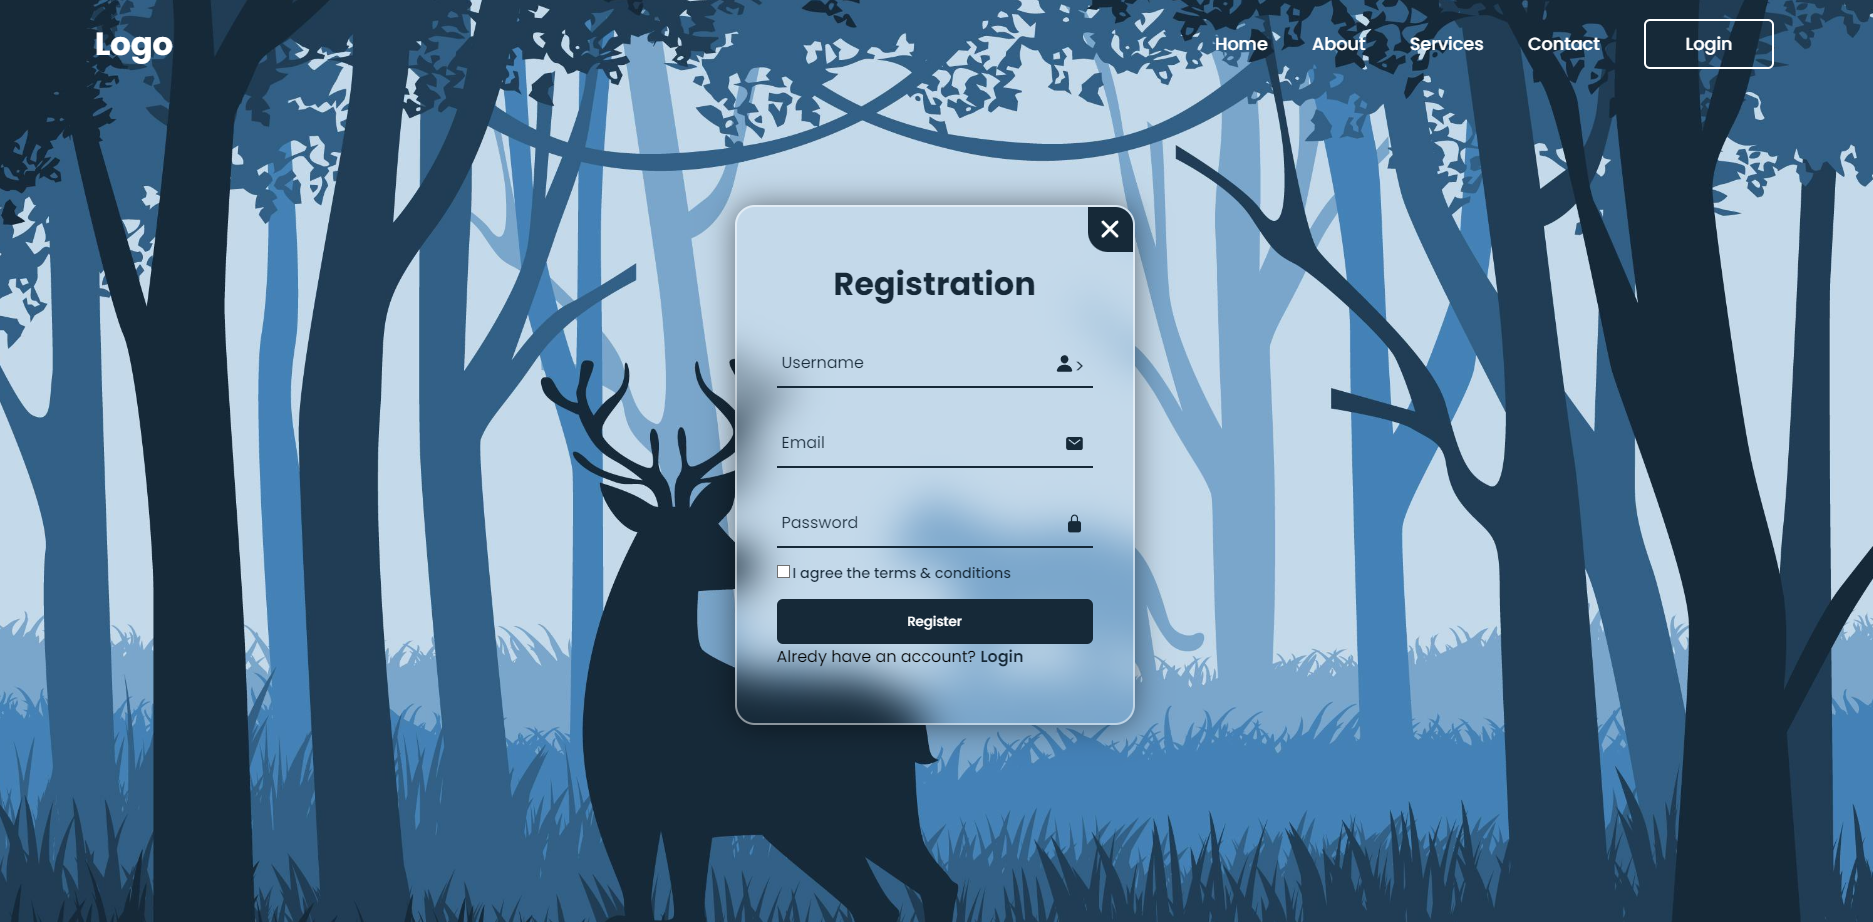 Logo
Home About Services Contact Login
Registration
Username >
Email
Password
I agree the terms & conditions
Register
Alredy have an account? Login